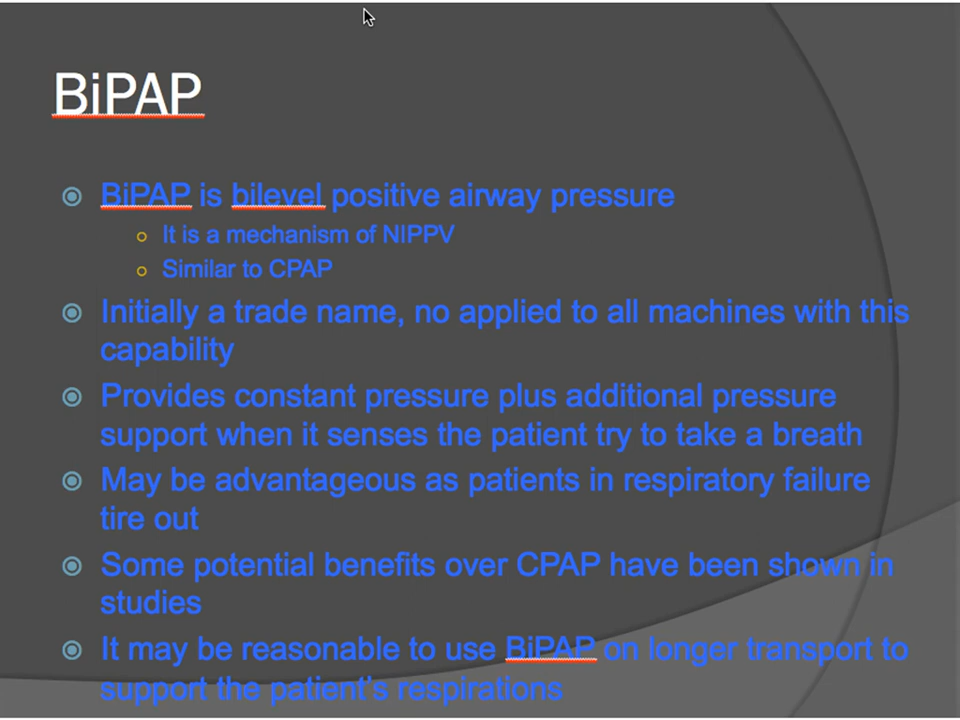 BiPAP
BiPAP is bilevel positive airway pressure
It is a mechanism of NIPPV
Similar to CPAP
Initially a trade name, no applied to all machines with this
capability
Provides constant pressure plus additional pressure
support when it senses the patient try to take a breath
May be advantageous as patients in respiratory failure
tire out
Some potential benefits over CPAP have been shown in
studies
It may be reasonable to use BiPAP on longer transport to
support the patient's respirations